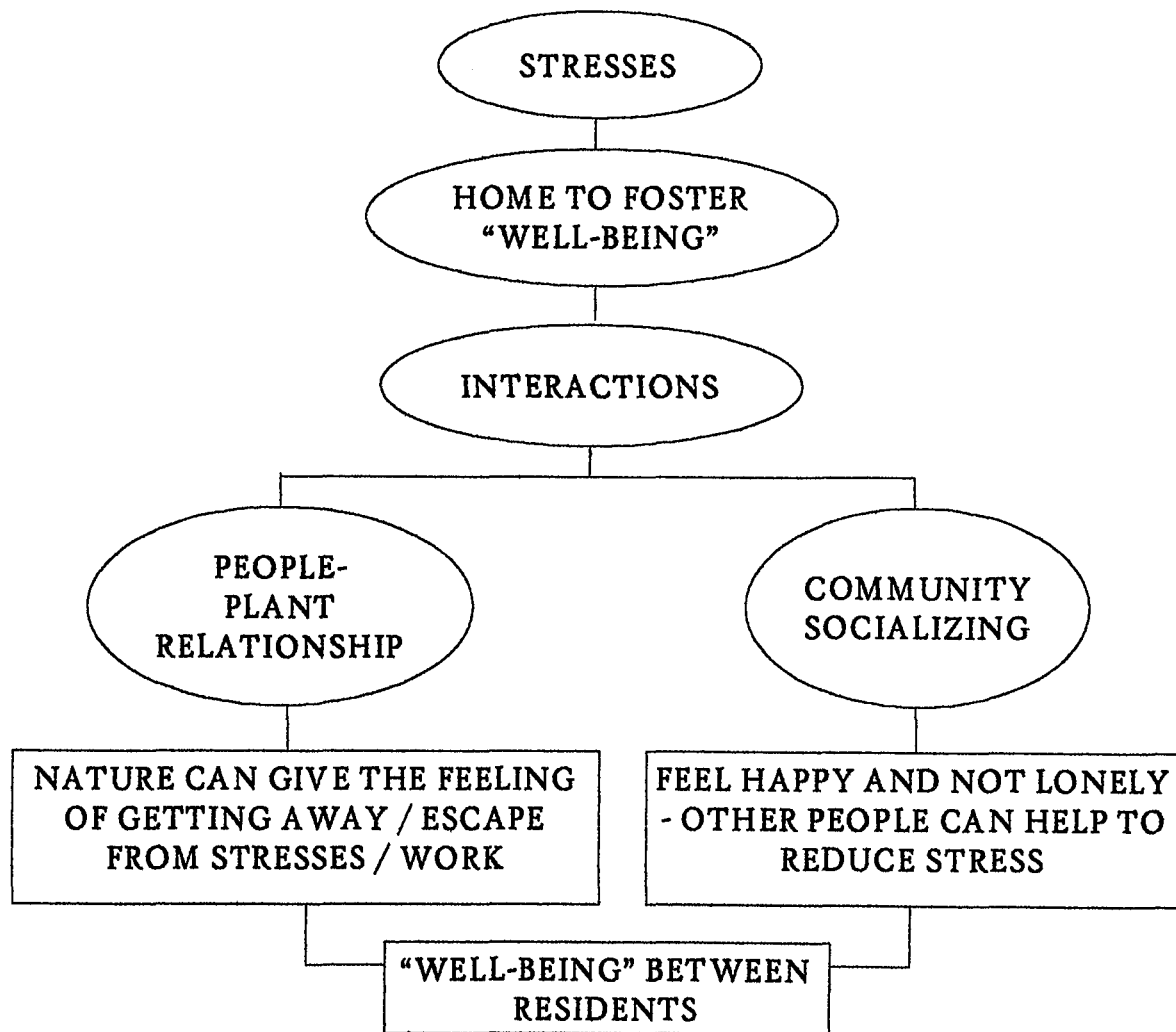 STRESSES
HOME TO FOSTER
“WELL-BEING”
INTERACTIONS
PEOPLE-
PLANT
RELATIONSHIP
COMMUNITY
SOCIALIZING
NATURE CAN GIVE THE FEELING
OF GETTING AWAY / ESCAPE
FROM STRESSES / WORK
FEEL HAPPY AND NOT LONELY
- OTHER PEOPLE CAN HELP TO
REDUCE STRESS
“WELL-BEING” BETWEEN
RESIDENTS